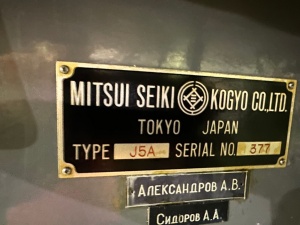 MITSUI SEIKI KOGYO CO., LTD.
TOKYO JAPAN
TYPE J5A SERIAL NO. 377
АЛЕКСАНДРОВ А.В.
СИДОРОВ А.А.